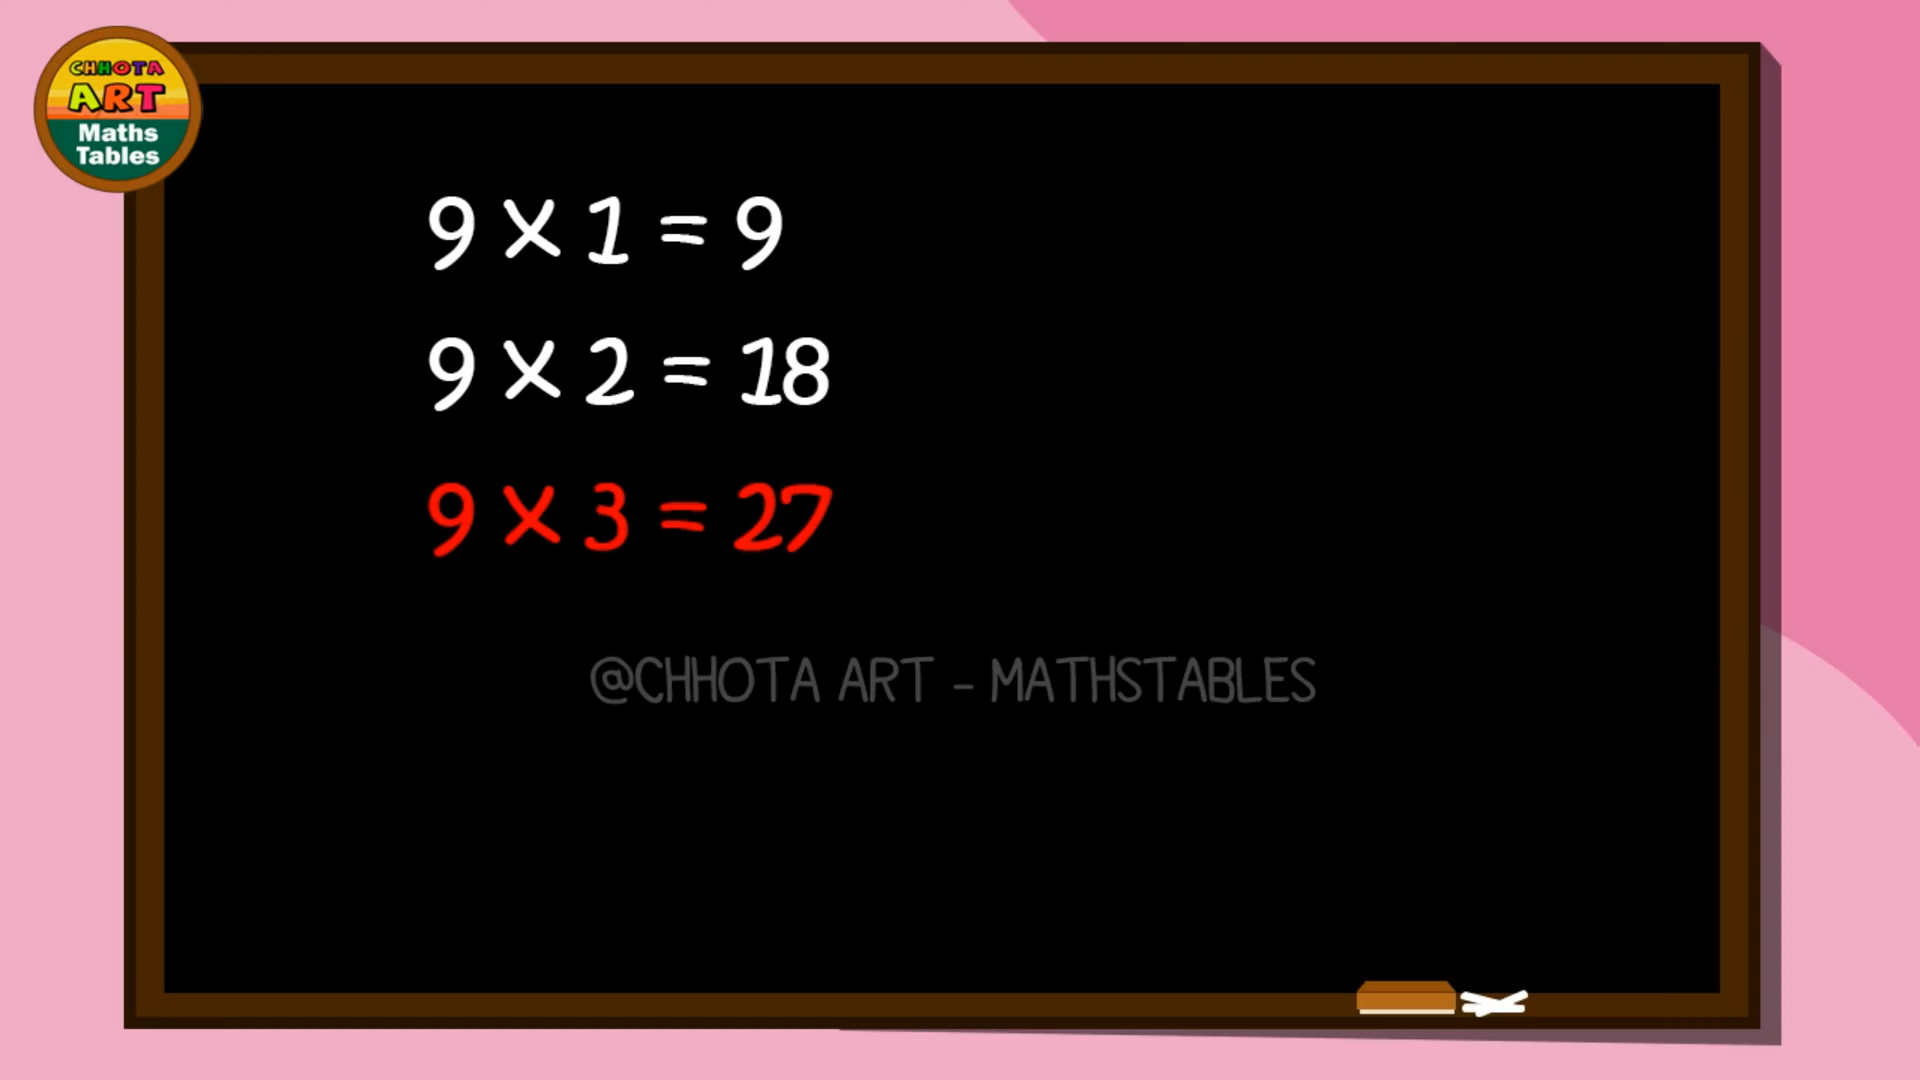 CHHOTA
ART
Maths
Tables
9 × 1 = 9
9 × 2 = 18
9 × 3 = 27
@CHHOTA ART - MATHSTABLES